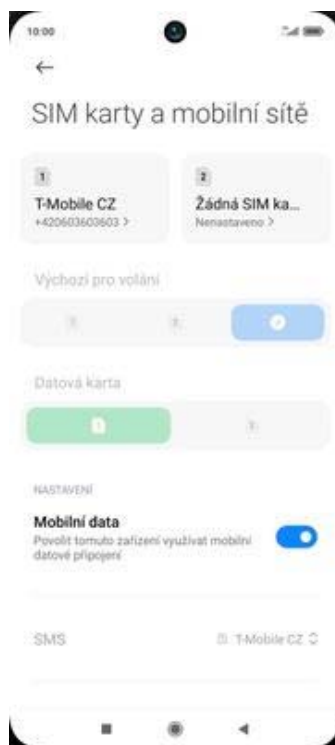 10:00
SIM karty a mobilní sítě
1
2
T-Mobile CZ
Žádná SIM ka...
+420603603603 >
Nenastaveno >
Výchozí pro volání
Datová karta
1
NASTAVENÍ
Mobilní data
Povolit tomuto zařízení využívat mobilní
datové připojení
SMS
T-Mobile CZ